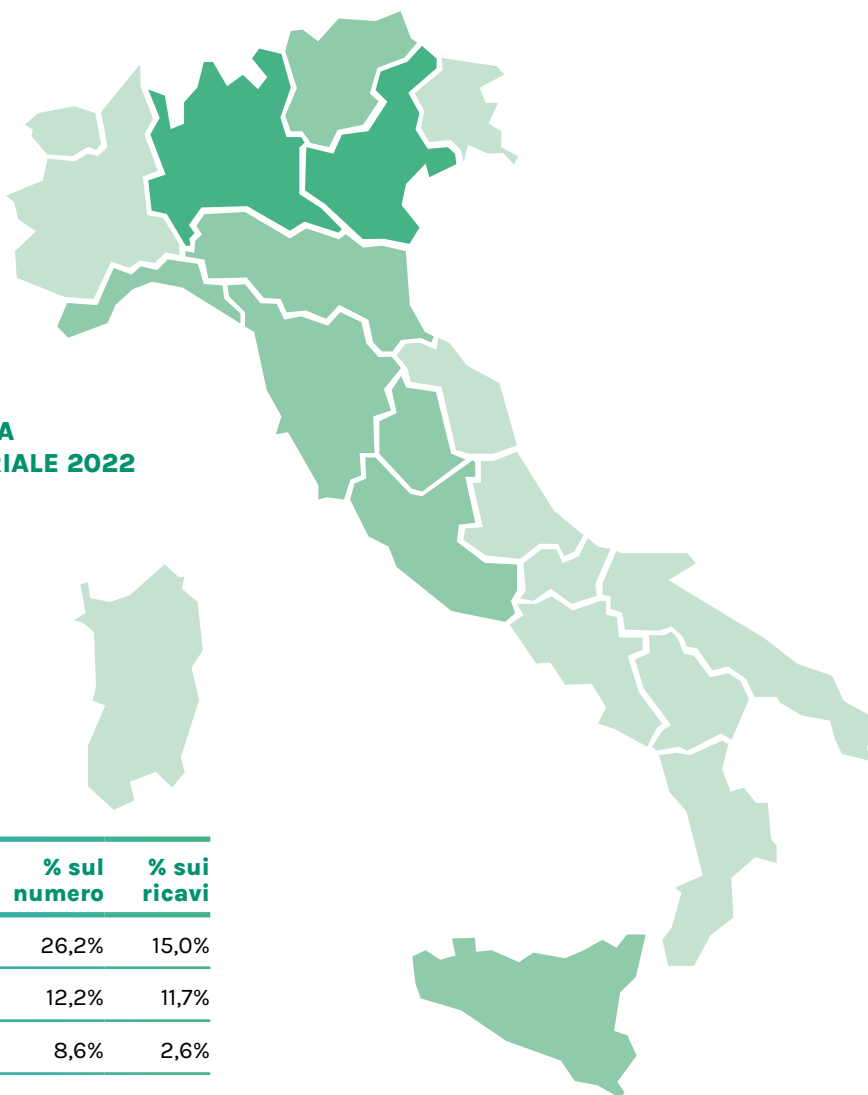 A
RIALE 2022
% sul % sui
numero ricavi
26,2% 15,0%
12,2% 11,7%
8,6% 2,6%